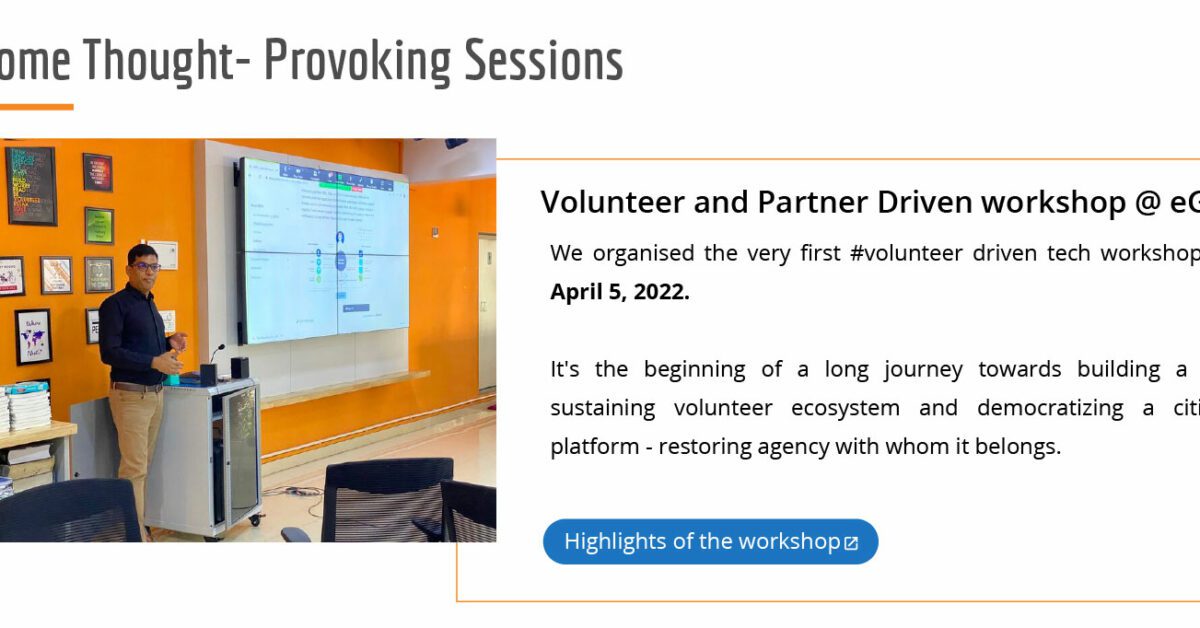 ome Thought- Provoking Sessions
Volunteer and Partner Driven workshop @ eG
We organised the very first #volunteer driven tech workshop
April 5, 2022.
It's the beginning of a long journey towards building a
sustaining volunteer ecosystem and democratizing a citi
platform - restoring agency with whom it belongs.
Highlights of the workshop